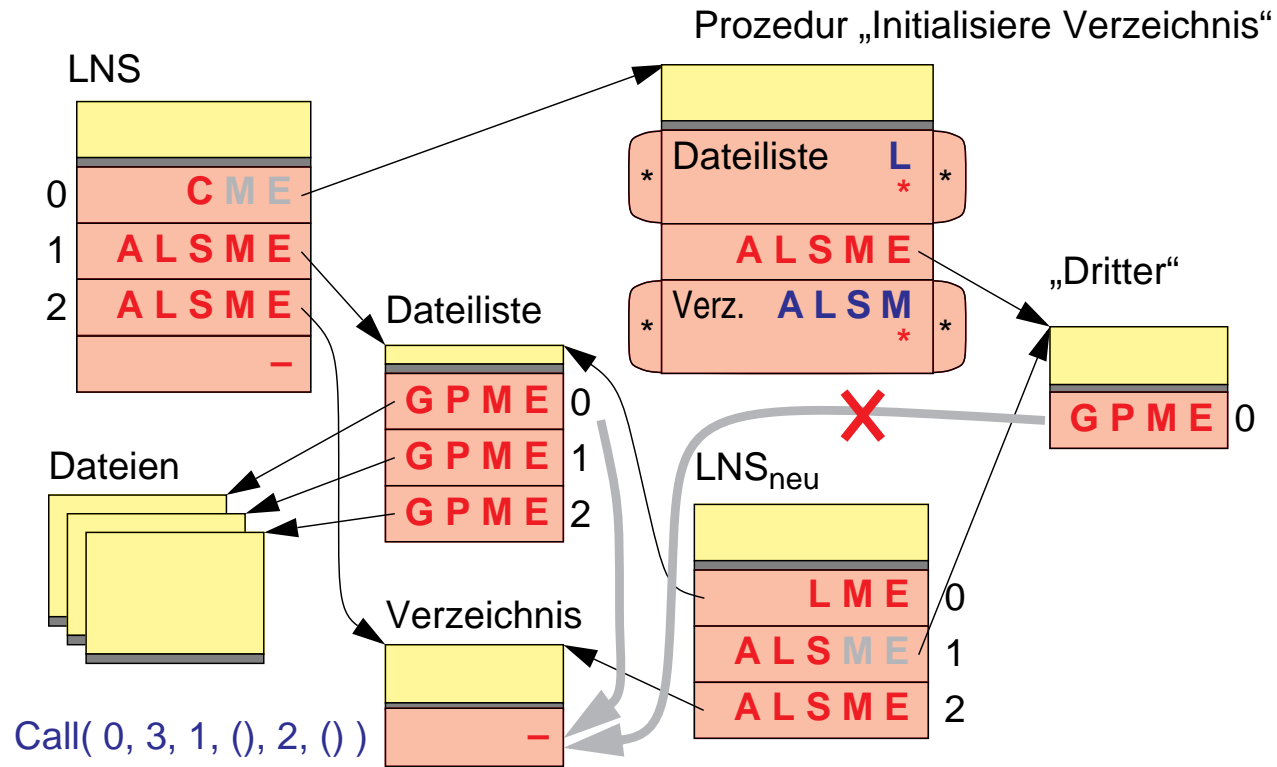 Prozedur „Initialisiere Verzeichnis“
LNS
0 C M E
1 A L S M E
2 A L S M E
–
Dateiliste L
* * *
A L S M E
Verz. A L S M
* * *
„Dritter“
G P M E 0
Dateiliste
G P M E 0
G P M E 1
G P M E 2
Dateien
LNSneu
L M E 0
A L S M E 1
A L S M E 2
Verzeichnis
–
Call( 0, 3, 1, (), 2, () )